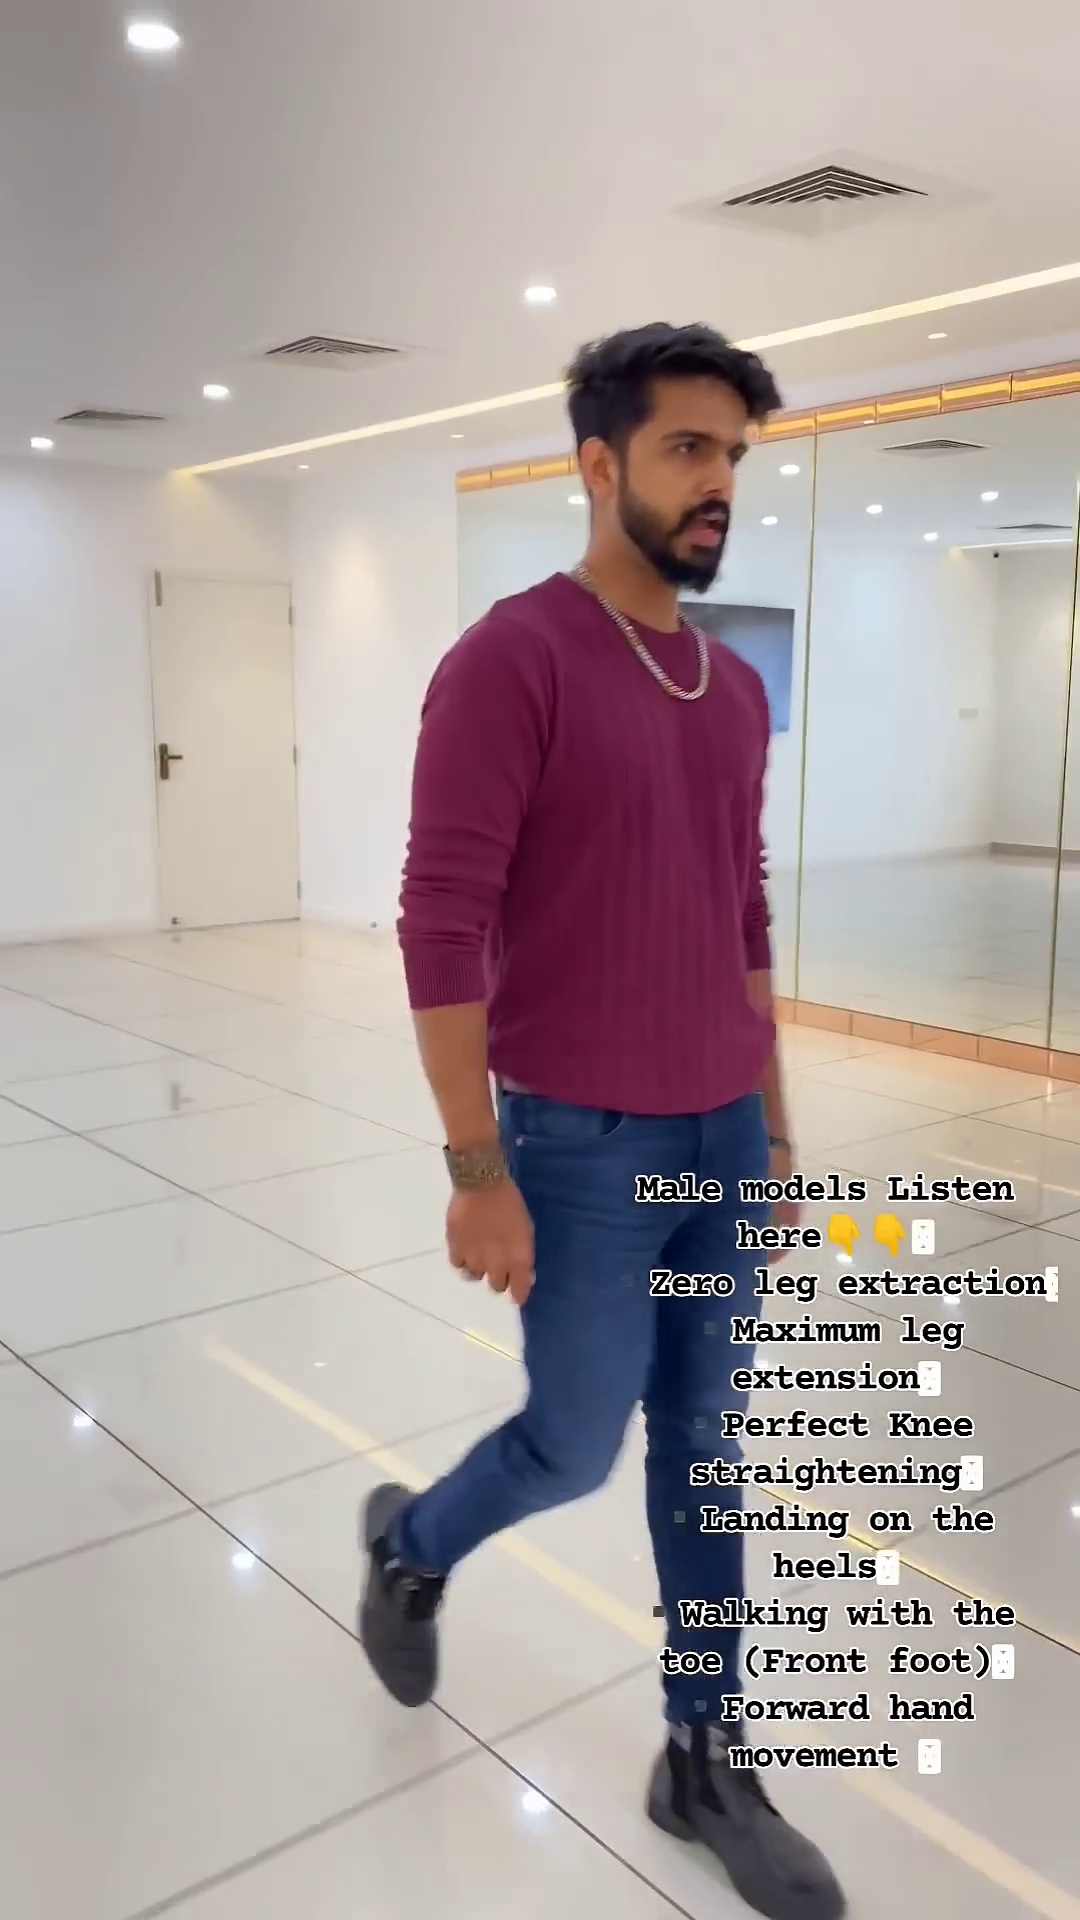 Male models Listen
here👇👇
▪ Zero leg extraction
▪ Maximum leg
extension
▪ Perfect Knee
straightening
▪ Landing on the
heels
▪ Walking with the
toe (Front foot)
▪ Forward hand
movement